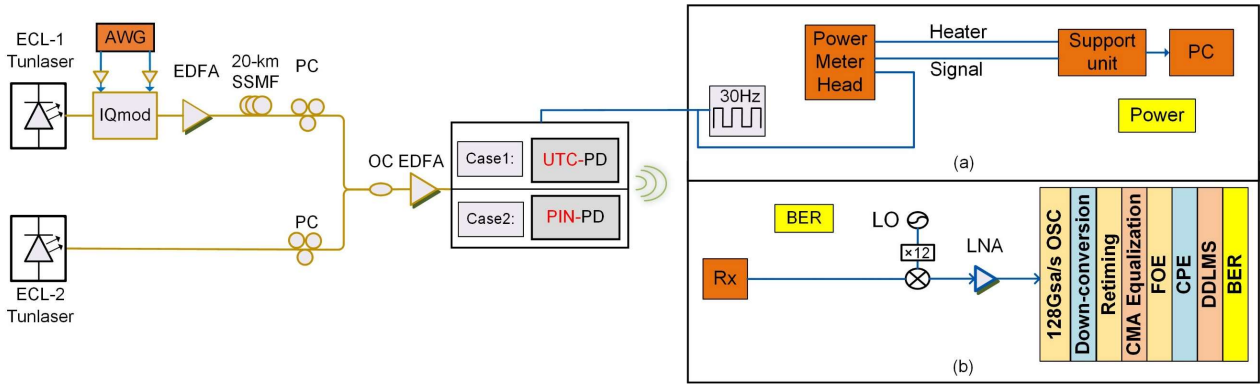 ECL-1
Tunlaser
AWG
IQmod
EDFA
20-km
SSMF
PC
ECL-2
Tunlaser
PC
OC EDFA
Case1:
UTC-PD
Case2:
PIN-PD
30Hz
Power
Meter
Head
Heater
Signal
Support
unit
PC
Power
(a)
BER
Rx
LO
×12
LNA
128Gsa/s OSC
Down-conversion
Retiming
CMA Equalization
FOE
CPE
DDLMS
BER
(b)